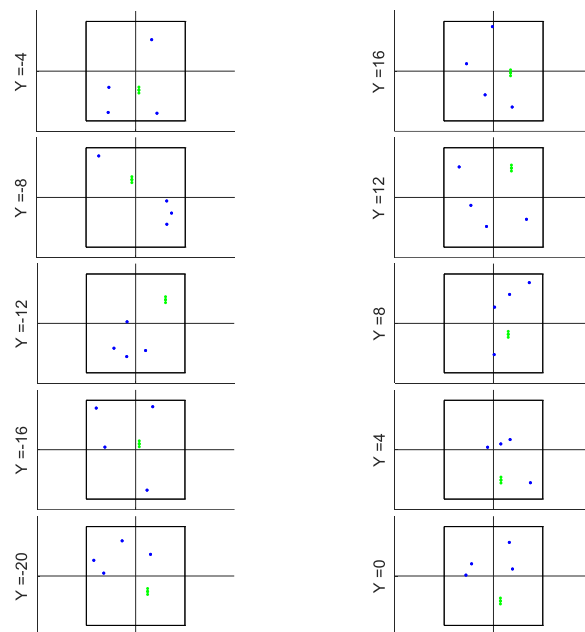 Y =-4
Y =-8
Y =-12
Y =-16
Y =-20
Y =16
Y =12
Y =8
Y =4
Y =0